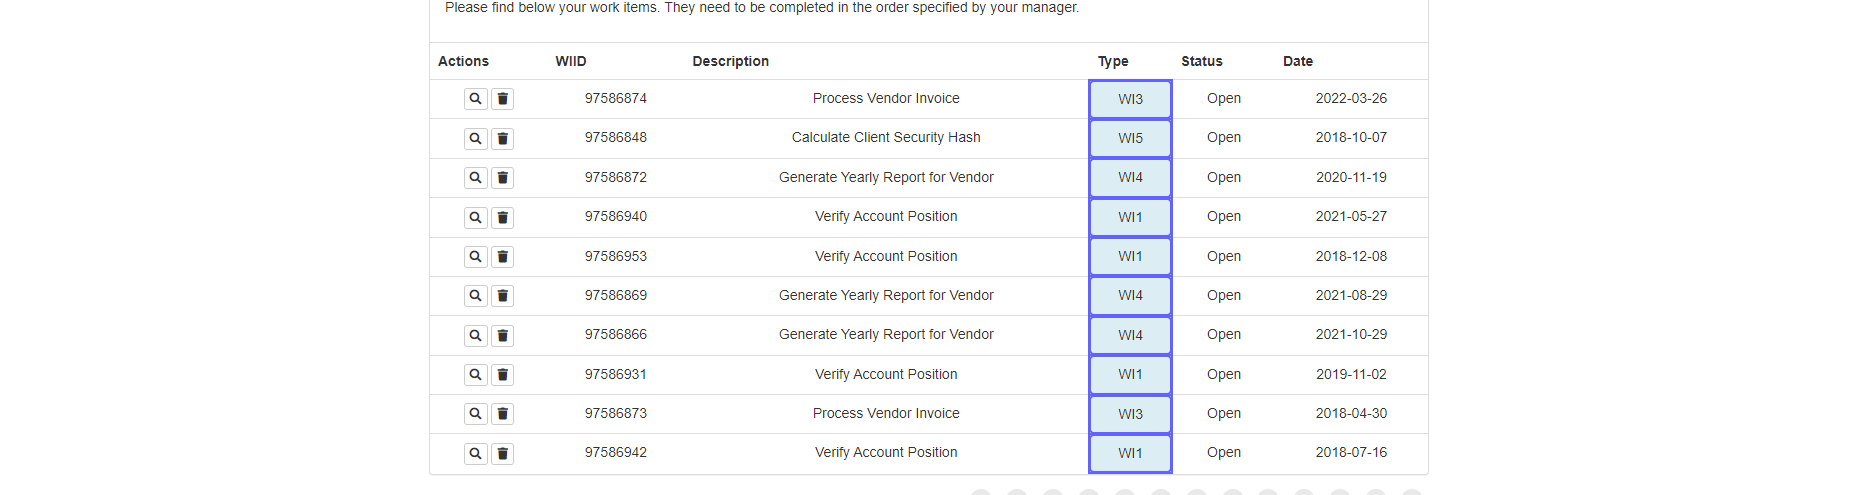 Please find below your work items. They need to be completed in the order specified by your manager.
Actions WIID Description Type Status Date
97586874 Process Vendor Invoice WI3 Open 2022-03-26
97586848 Calculate Client Security Hash WI5 Open 2018-10-07
97586872 Generate Yearly Report for Vendor WI4 Open 2020-11-19
97586940 Verify Account Position WI1 Open 2021-05-27
97586953 Verify Account Position WI1 Open 2018-12-08
97586869 Generate Yearly Report for Vendor WI4 Open 2021-08-29
97586866 Generate Yearly Report for Vendor WI4 Open 2021-10-29
97586931 Verify Account Position WI1 Open 2019-11-02
97586873 Process Vendor Invoice WI3 Open 2018-04-30
97586942 Verify Account Position WI1 Open 2018-07-16